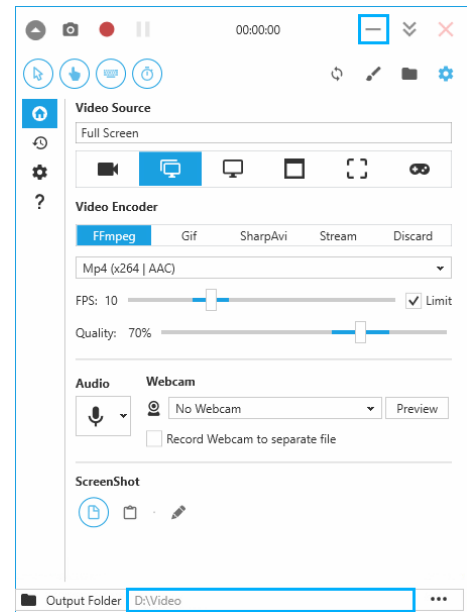 00:00:00
Video Source
Full Screen
Video Encoder
FFmpeg Gif SharpAvi Stream Discard
Mp4 (x264 | AAC)
FPS: 10 Limit
Quality: 70%
Audio Webcam
No Webcam Preview
Record Webcam to separate file
ScreenShot
Output Folder D:\Video